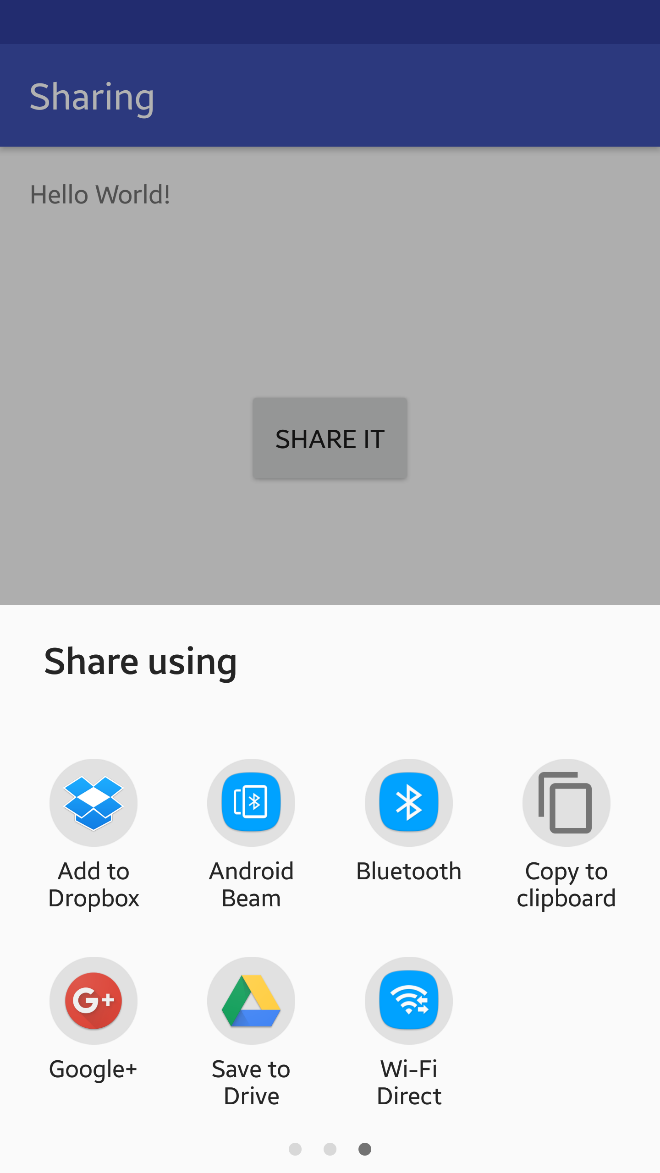 Sharing
Hello World!
SHARE IT
Share using
Add to
Dropbox
Android
Beam
Bluetooth
Copy to
clipboard
G+
Google+
Save to
Drive
Wi-Fi
Direct